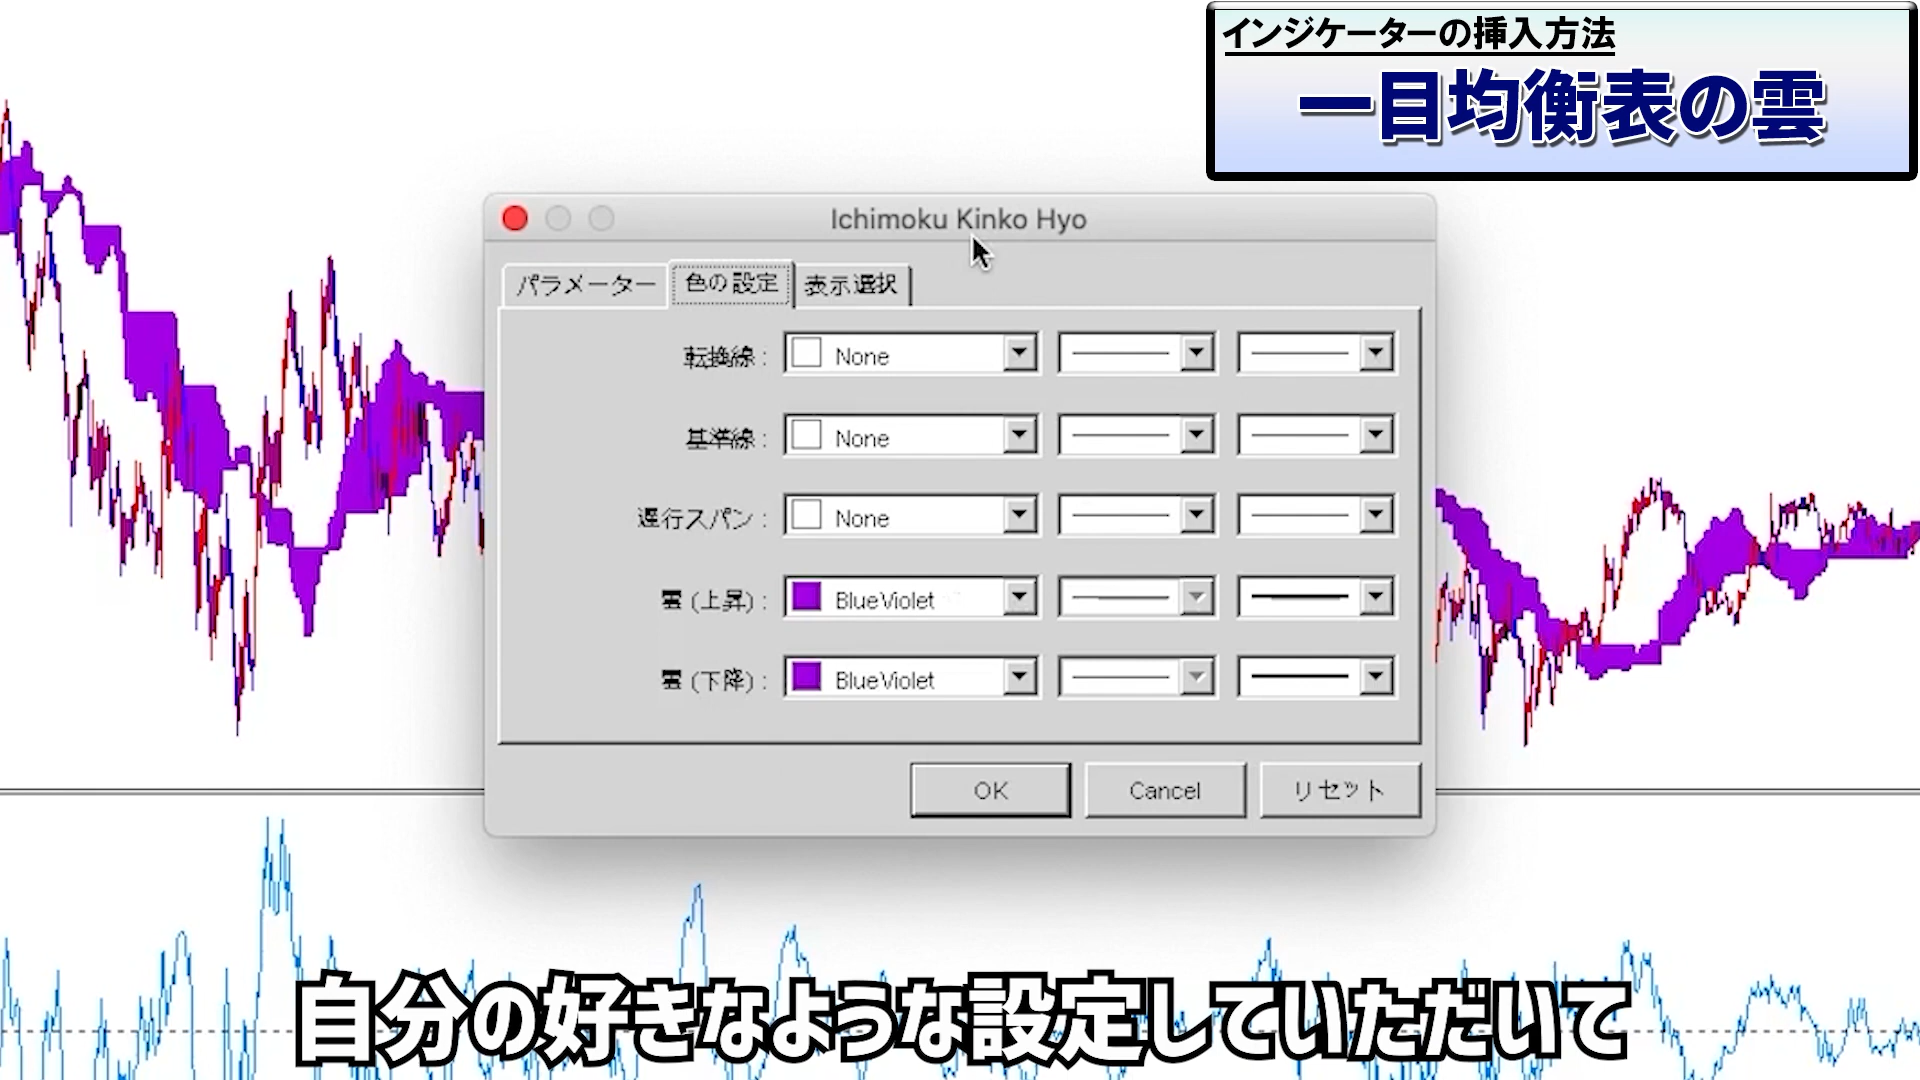 インジケーターの挿入方法
一目均衡表の雲
Ichimoku Kinko Hyo
パラメーター 色の設定 表示選択
転換線 : None
基準線 : None
遅行スパン : None
雲 (上昇) : BlueViolet
雲 (下降) : BlueViolet
OK Cancel リセット
自分の好きなような設定していただいて